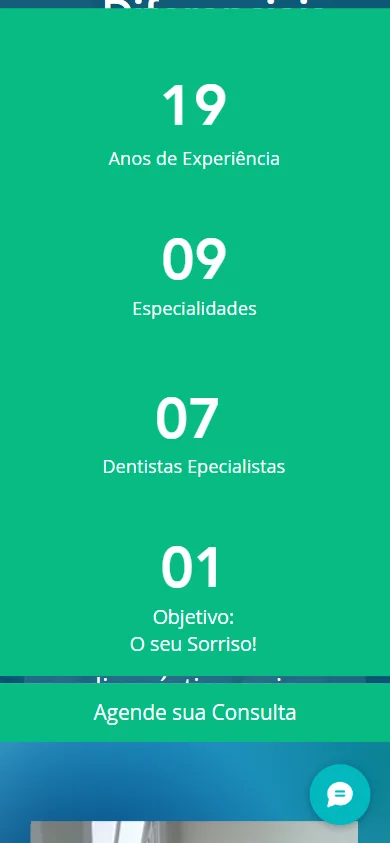 19
Anos de Experiência
09
Especialidades
07
Dentistas Epecialistas
01
Objetivo:
O seu Sorriso!
Agende sua Consulta